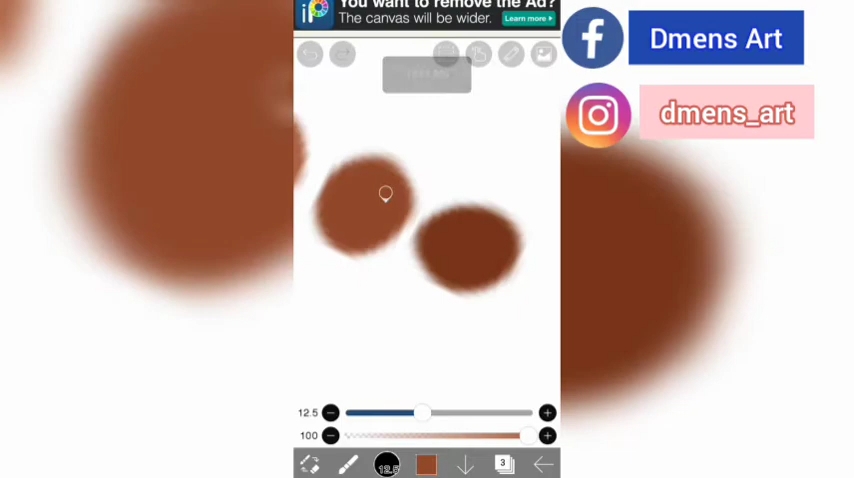 You want to remove the Ad?
The canvas will be wider.
Learn more
Dmens Art
dmens_art
12.5
100
12.5
3